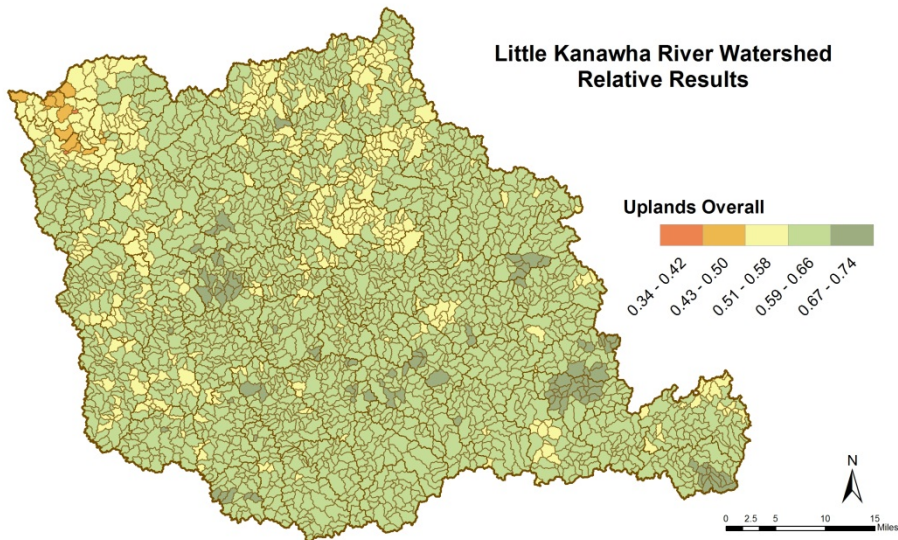 Little Kanawha River Watershed
Relative Results
Uplands Overall
0.34 - 0.42
0.43 - 0.50
0.51 - 0.58
0.59 - 0.66
0.67 - 0.74
N
0 2.5 5 10 15
Miles